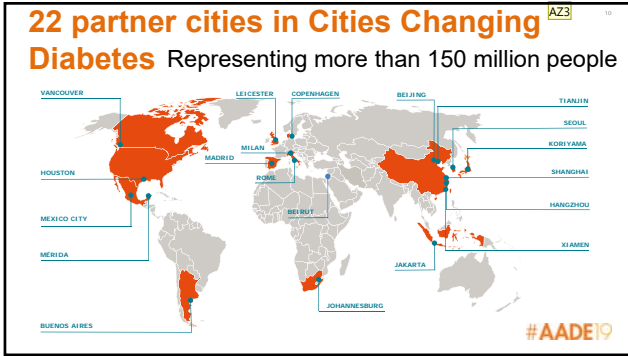 22 partner cities in Cities Changing
AZ3
10
Diabetes Representing more than 150 million people
VANCOUVER
LEICESTER
COPENHAGEN
BEIJING
TIANJIN
SEOUL
MILAN
KORIYAMA
MADRID
HOUSTON
ROME
SHANGHAI
HANGZHOU
BEIRUT
MEXICO CITY
XIAMEN
MÉRIDA
JAKARTA
JOHANNESBURG
BUENOS AIRES
#AADE19